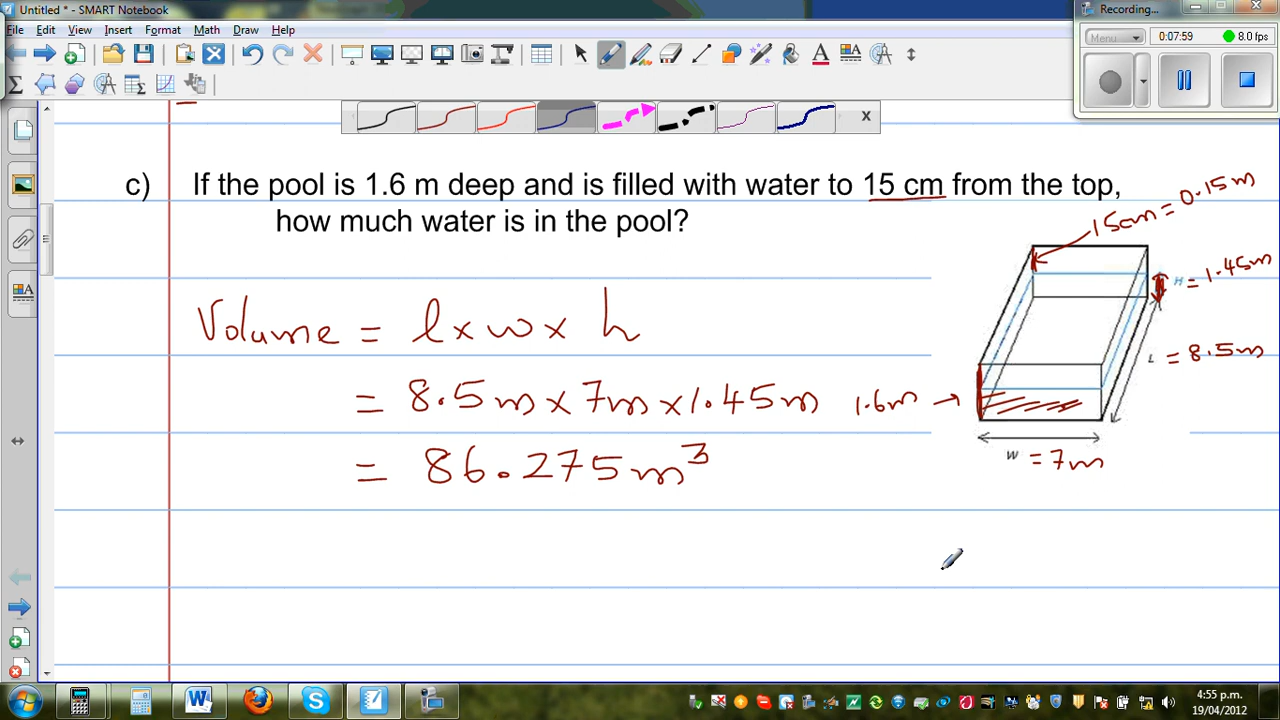 Untitled * - SMART Notebook
Recording...
File Edit View Insert Format Math Draw Help
Menu
0:07:59
8.0 fps
x
c) If the pool is 1.6 m deep and is filled with water to 15 cm from the top,
how much water is in the pool?
15cm = 0.15m
H = 1.45m
Volume = l x w x h
L = 8.5m
= 8.5m x 7m x 1.45m
1.6m →
= 86.275m³
W = 7m
4:55 p.m.
19/04/2012